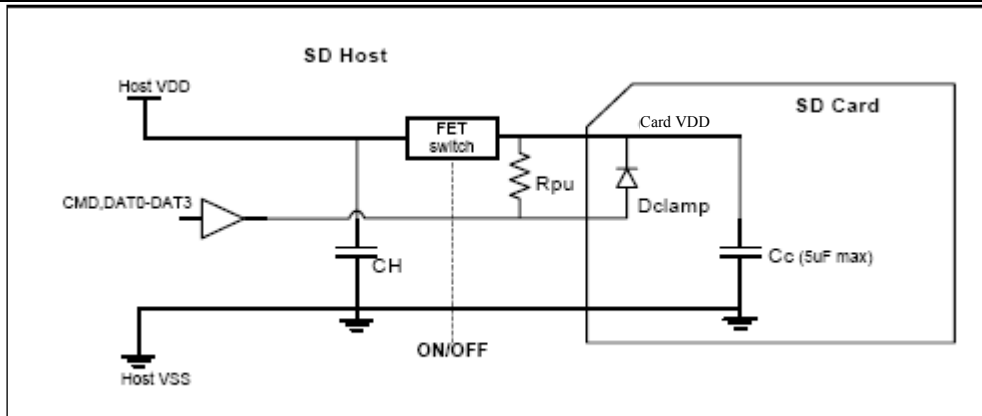 SD Host
Host VDD
SD Card
FET
switch
Card VDD
Rpu
CMD,DAT0-DAT3
Dclamp
CH
Cc (5uF max)
ON/OFF
Host VSS